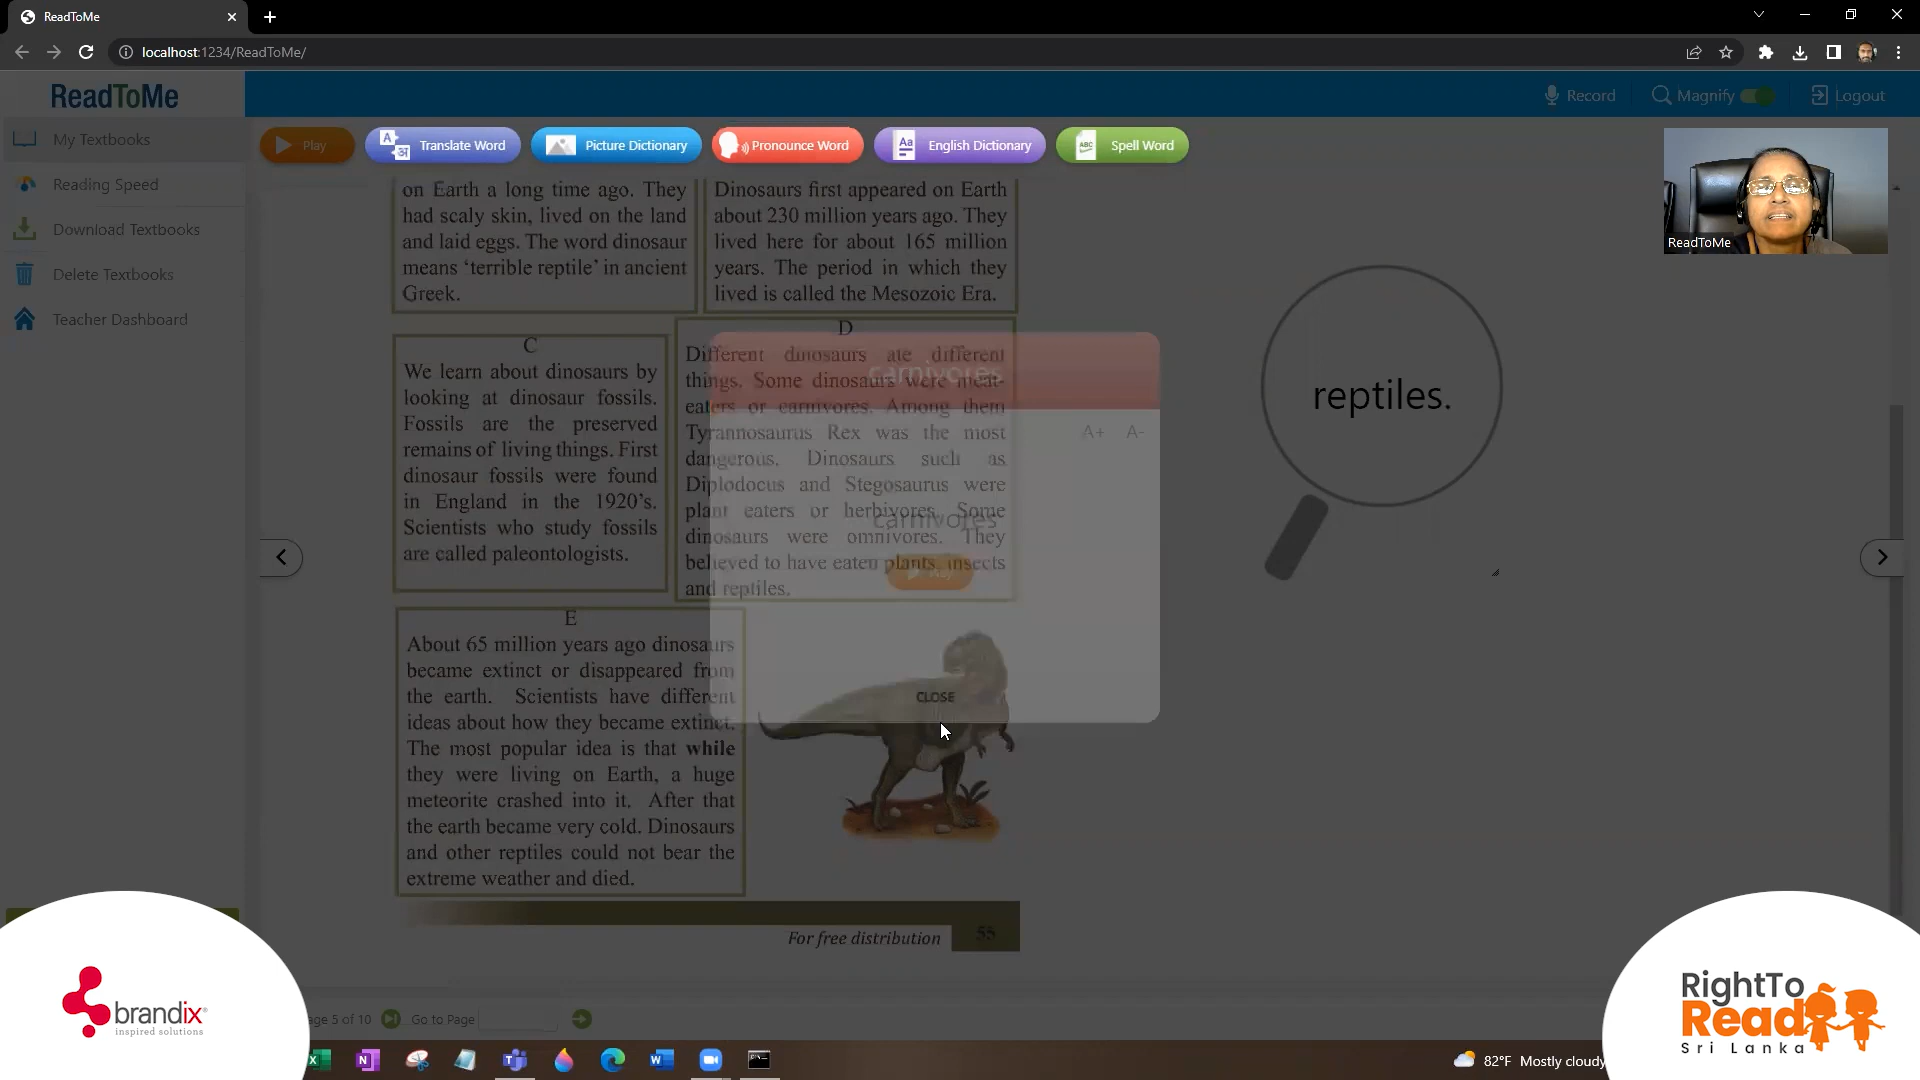 ReadToMe
localhost:1234/ReadToMe/
ReadToMe
Record
Magnify
Logout
My Textbooks
Reading Speed
Download Textbooks
Delete Textbooks
Teacher Dashboard
Play
Translate Word
Picture Dictionary
Pronounce Word
English Dictionary
Spell Word
ReadToMe
on Earth a long time ago. They
had scaly skin, lived on the land
and laid eggs. The word dinosaur
means ‘terrible reptile’ in ancient
Greek.
Dinosaurs first appeared on Earth
about 230 million years ago. They
lived here for about 165 million
years. The period in which they
lived is called the Mesozoic Era.
C
We learn about dinosaurs by
looking at dinosaur fossils.
Fossils are the preserved
remains of living things. First
dinosaur fossils were found
in England in the 1920’s.
Scientists who study fossils
are called paleontologists.
D
Different dinosaurs ate different
things. Some dinosaurs were meat-
eaters or carnivores. Among them
Tyrannosaurus Rex was the most
dangerous. Dinosaurs such as
Diplodocus and Stegosaurus were
plant eaters or herbivores. Some
dinosaurs were omnivores. They
believed to have eaten plants, insects
and reptiles.
carnivores
A+ A-
carnivores
Play
CLOSE
reptiles.
E
About 65 million years ago dinosaurs
became extinct or disappeared from
the earth. Scientists have different
ideas about how they became extinct.
The most popular idea is that while
they were living on Earth, a huge
meteorite crashed into it. After that
the earth became very cold. Dinosaurs
and other reptiles could not bear the
extreme weather and died.
For free distribution
55
age 5 of 10
Go to Page
82°F Mostly cloudy
brandix
inspired solutions
RightTo
Read
Sri Lanka